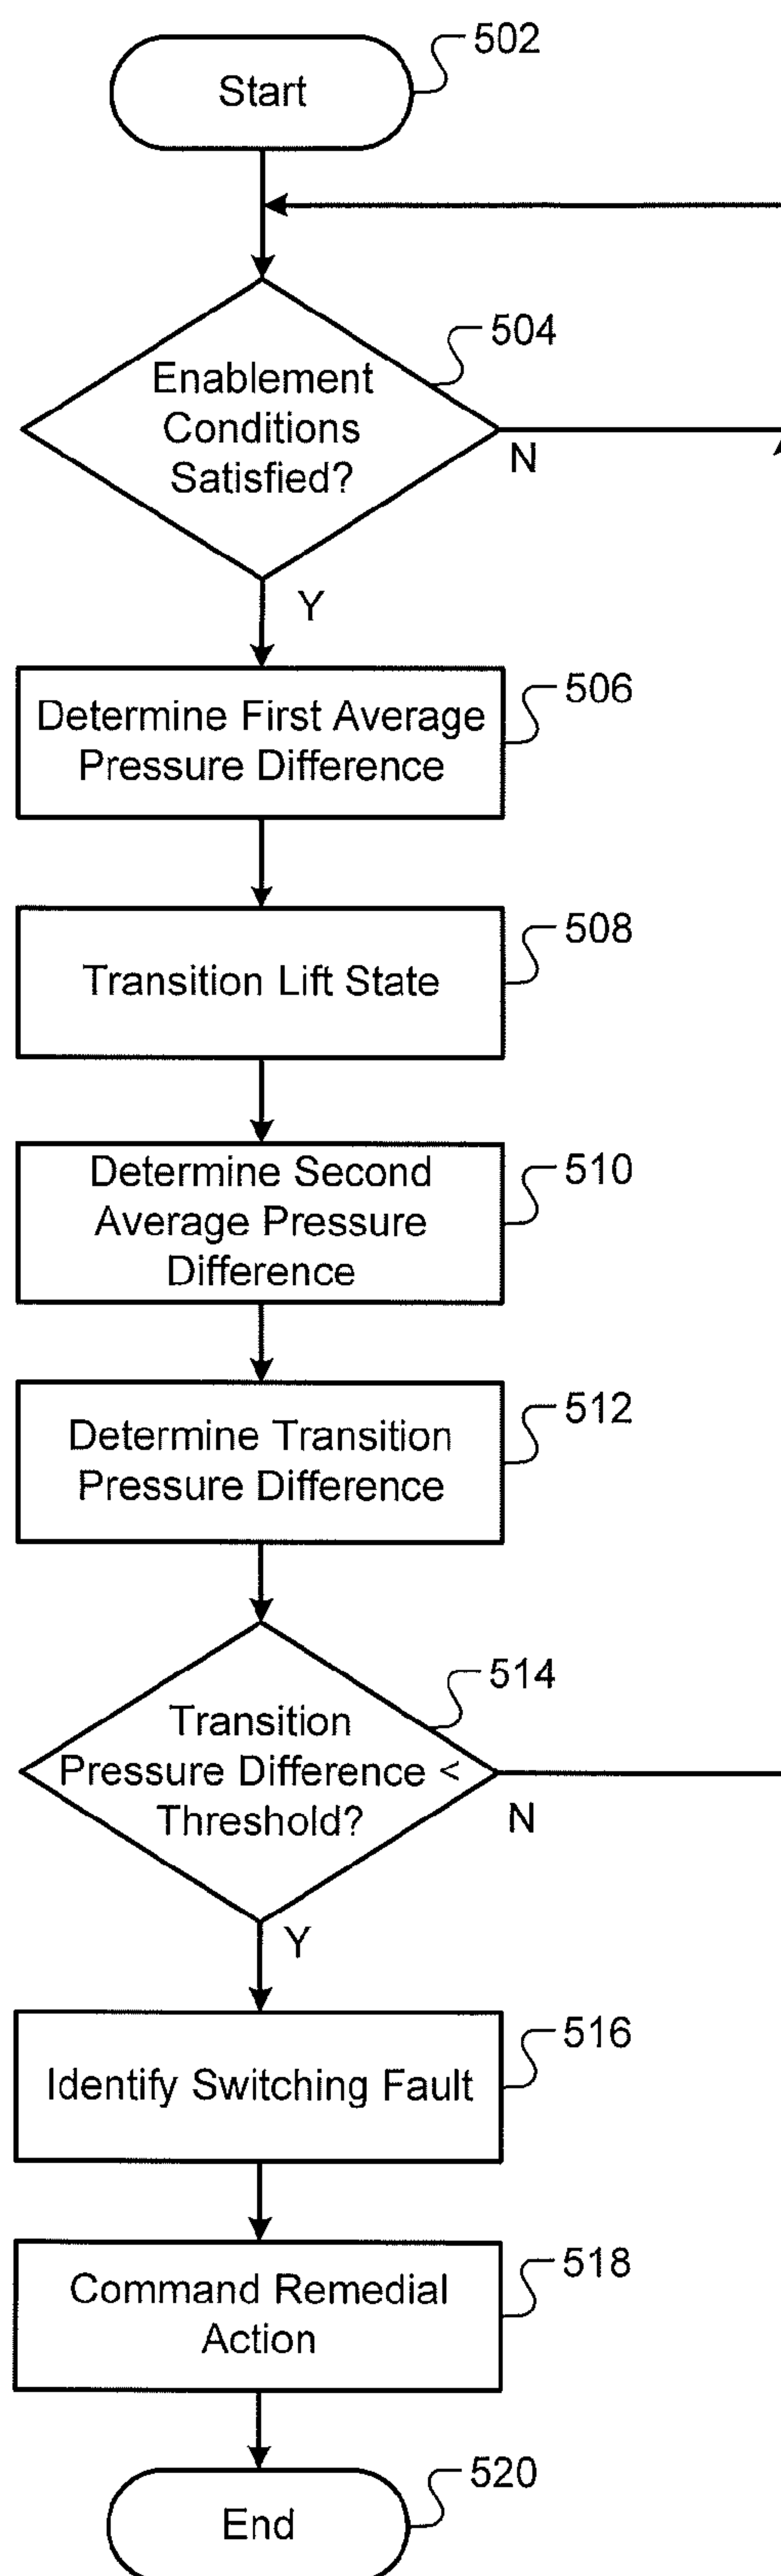 502
Start
504
Enablement
Conditions
Satisfied?
N
Y
506
Determine First Average
Pressure Difference
508
Transition Lift State
510
Determine Second
Average Pressure
Difference
512
Determine Transition
Pressure Difference
514
Transition
Pressure Difference <
Threshold?
N
Y
516
Identify Switching Fault
518
Command Remedial
Action
520
End